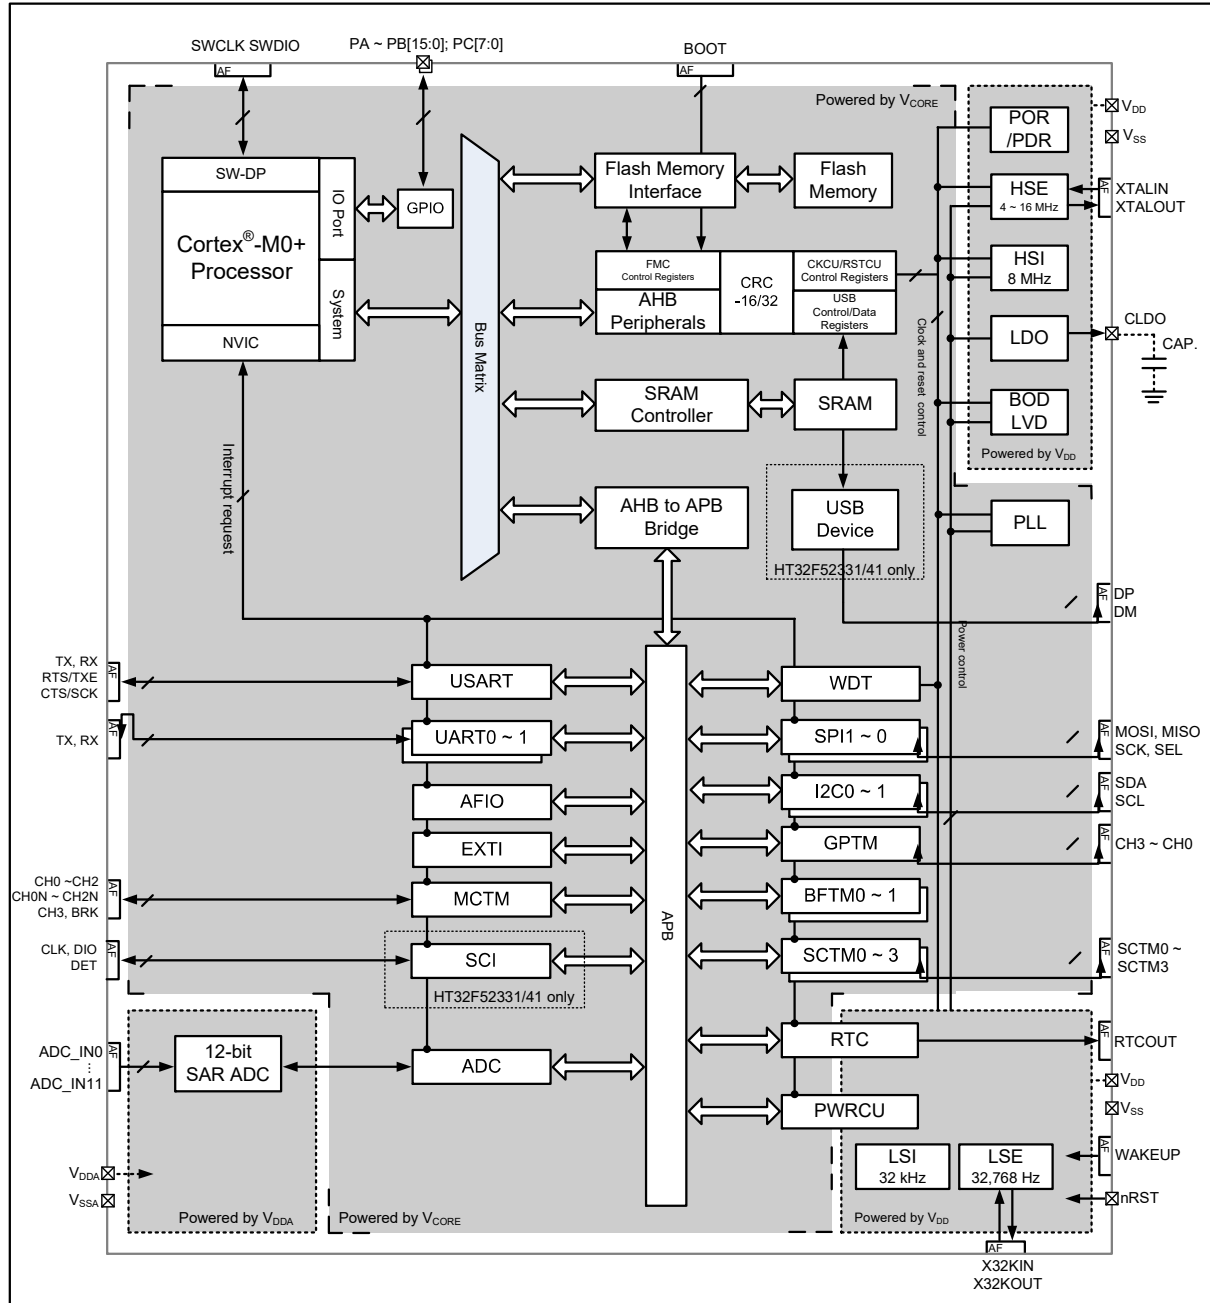 SWCLK SWDIO
PA ~ PB[15:0]; PC[7:0]
BOOT
AF
AF
Powered by VCORE
POR
/PDR
VDD
VSS
SW-DP
IO Port
GPIO
Flash Memory
Interface
Flash
Memory
HSE
4 ~ 16 MHz
AF
XTALIN
XTALOUT
Cortex®-M0+
Processor
System
NVIC
Bus Matrix
FMC
Control Registers
AHB
Peripherals
CRC
-16/32
CKCU/RSTCU
Control Registers
USB
Control/Data
Registers
HSI
8 MHz
Clock and reset control
LDO
CLDO
CAP.
SRAM
Controller
SRAM
BOD
LVD
Powered by VDD
Interrupt request
AHB to APB
Bridge
USB
Device
HT32F52331/41 only
PLL
AF
DP
DM
Power control
TX, RX
RTS/TXE
CTS/SCK
AF
USART
WDT
TX, RX
AF
UART0 ~ 1
SPI1 ~ 0
AF
MOSI, MISO
SCK, SEL
AFIO
I2C0 ~ 1
AF
SDA
SCL
EXTI
GPTM
AF
CH3 ~ CH0
CH0 ~CH2
CH0N ~ CH2N
CH3, BRK
AF
MCTM
APB
BFTM0 ~ 1
CLK, DIO
DET
AF
SCI
HT32F52331/41 only
SCTM0 ~ 3
AF
SCTM0 ~
SCTM3
ADC_IN0
...
ADC_IN11
AF
12-bit
SAR ADC
ADC
RTC
AF
RTCOUT
VDD
VSS
PWRCU
LSI
32 kHz
LSE
32,768 Hz
AF
WAKEUP
nRST
VDDA
VSSA
Powered by VDDA
Powered by VCORE
Powered by VDD
AF
X32KIN
X32KOUT